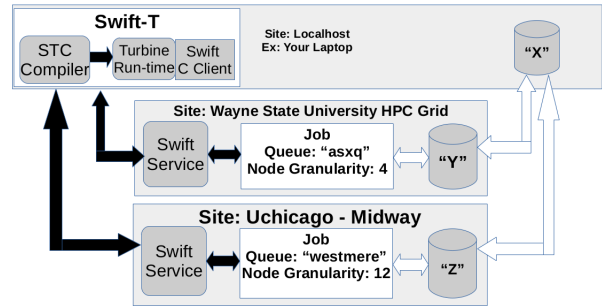 Swift-T
STC
Compiler
Turbine
Run-time
Swift
C Client
Site: Localhost
Ex: Your Laptop
“X”
Site: Wayne State University HPC Grid
Swift
Service
Job
Queue: “asxq”
Node Granularity: 4
“Y”
Site: Uchicago - Midway
Swift
Service
Job
Queue: “westmere”
Node Granularity: 12
“Z”